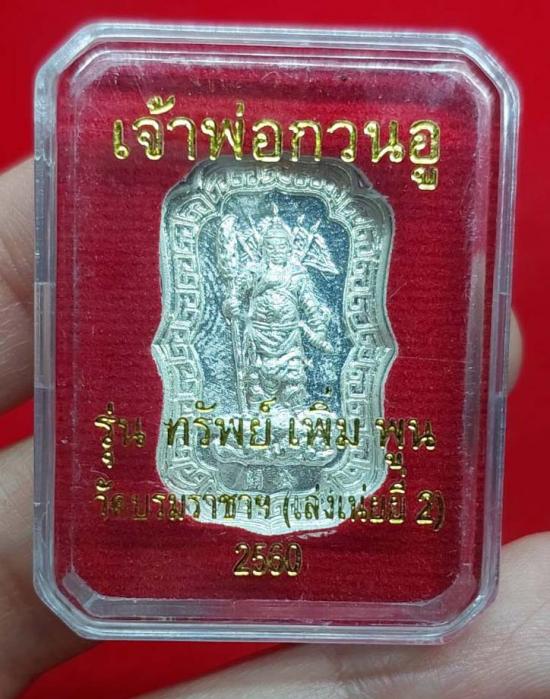 เจ้าพ่อกวนอู
รุ่น ทรัพย์ เพิ่ม พูน
วัดบรมราชาฯ (เล่งเน่ยยี่ 2)
2560